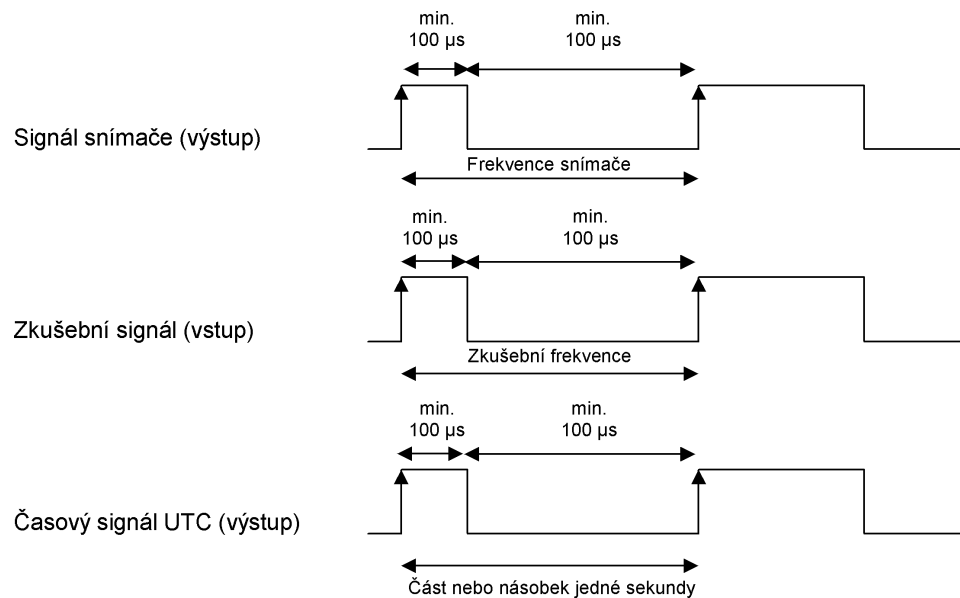 min.
100 µs
min.
100 µs
Signál snímače (výstup)
Frekvence snímače
min.
100 µs
min.
100 µs
Zkušební signál (vstup)
Zkušební frekvence
min.
100 µs
min.
100 µs
Časový signál UTC (výstup)
Část nebo násobek jedné sekundy